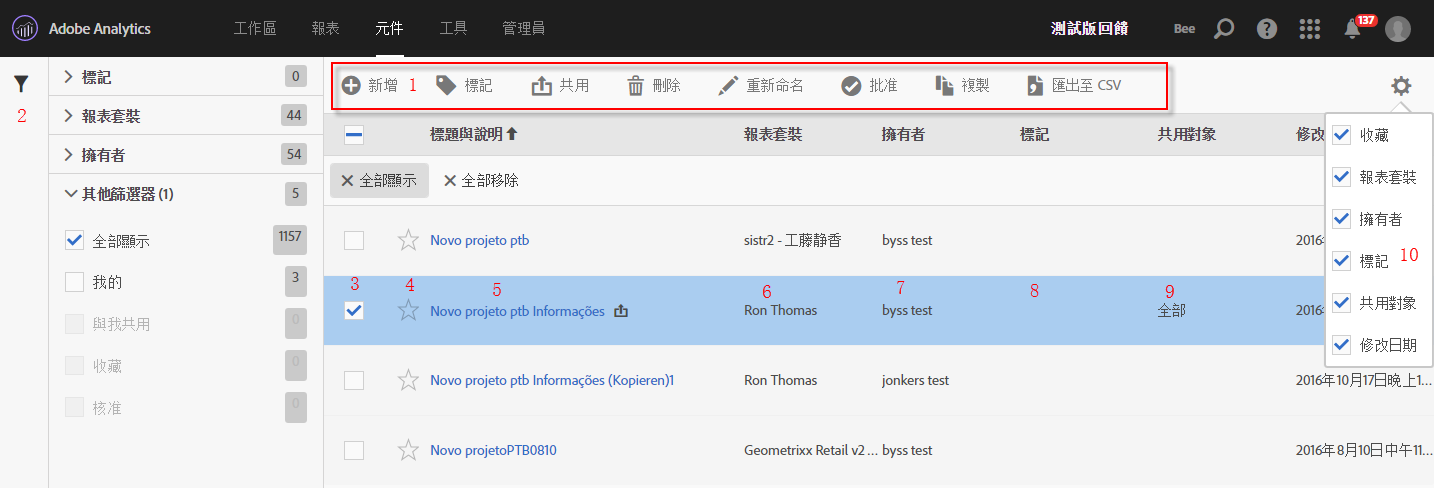 Adobe Analytics 工作區 報表 元件 工具 管理員 測試版回饋 Bee 137
2
標記 0
報表套裝 44
擁有者 54
其他篩選器 (1) 5
全部顯示 1157
我的 3
與我共用 0
收藏 0
核准 0
新增 1 標記 共用 刪除 重新命名 批准 複製 匯出至 CSV
標題與說明 報表套裝 擁有者 標記 共用對象 修改
全部顯示 全部移除
Novo projeto ptb sistr2 - 工藤静香 byss test 2016
3 4 5 6 7 8 9
Novo projeto ptb Informações Ron Thomas byss test 全部 2016
Novo projeto ptb Informações (Kopieren)1 Ron Thomas jonkers test 2016年10月17日晚上1...
Novo projetoPTB0810 Geometrixx Retail v2 ... byss test 2016年8月10日中午11...
收藏
報表套裝
擁有者
標記 10
共用對象
修改日期